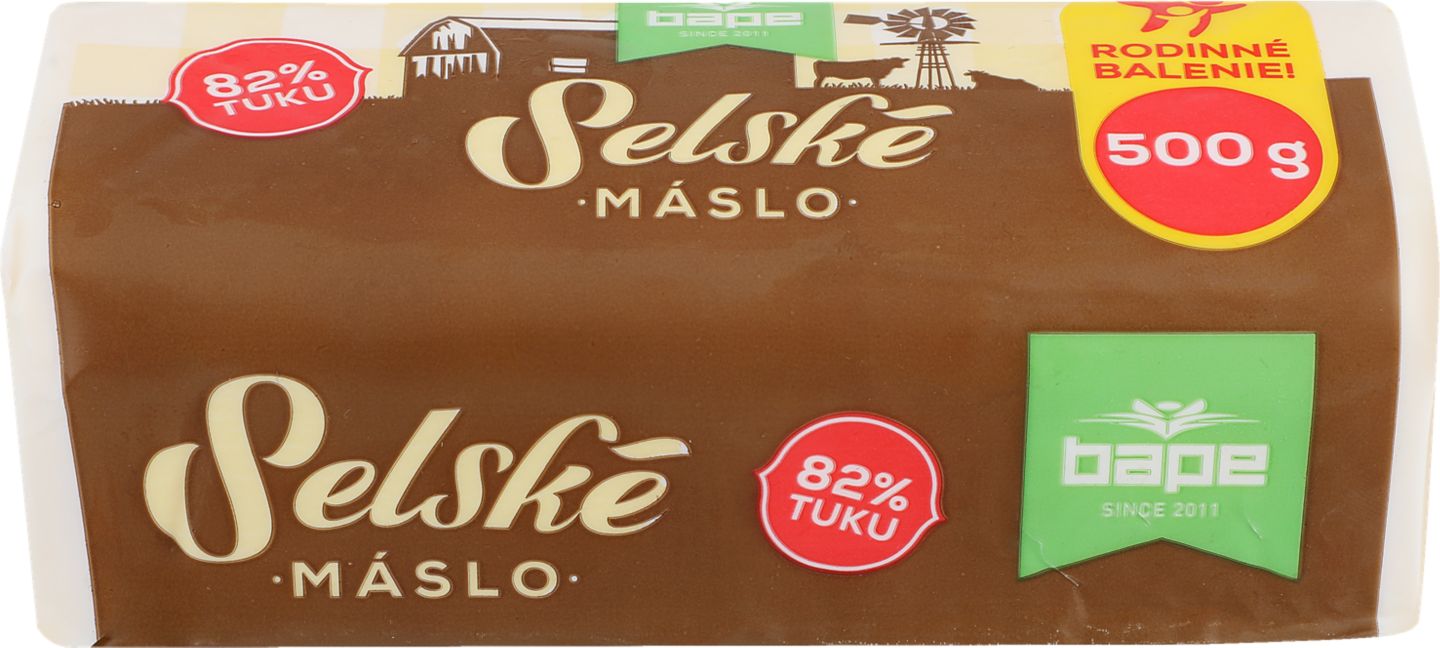 bape
SINCE 2011
82%
TUKU
Selské
·MÁSLO·
RODINNÉ
BALENIE!
500 g
Selské
·MÁSLO·
82%
TUKU
bape
SINCE 2011